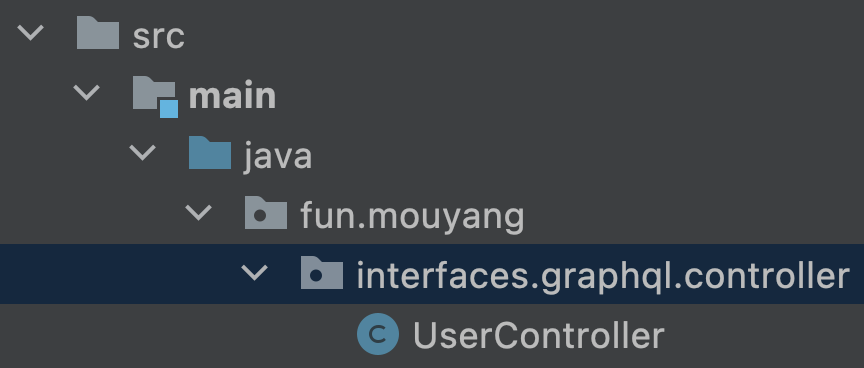 src
main
java
fun.mouyang
interfaces.graphql.controller
C UserController